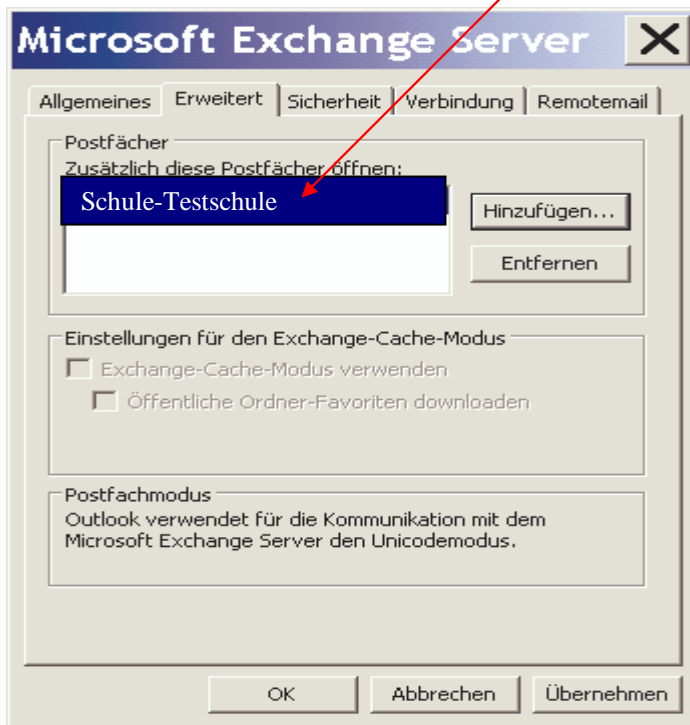 Microsoft Exchange Server
Allgemeines Erweitert Sicherheit Verbindung Remotemail
Postfächer
Zusätzlich diese Postfächer öffnen:
Schule-Testschule
Hinzufügen...
Entfernen
Einstellungen für den Exchange-Cache-Modus
Exchange-Cache-Modus verwenden
Öffentliche Ordner-Favoriten downloaden
Postfachmodus
Outlook verwendet für die Kommunikation mit dem
Microsoft Exchange Server den Unicodemodus.
OK Abbrechen Übernehmen